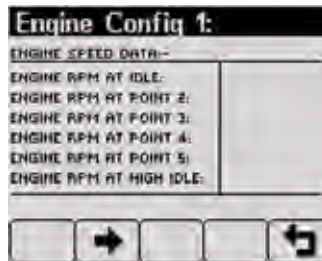 Engine Config 1:
ENGINE SPEED DATA:-
ENGINE RPM AT IDLE:
ENGINE RPM AT POINT 2:
ENGINE RPM AT POINT 3:
ENGINE RPM AT POINT 4:
ENGINE RPM AT POINT 5:
ENGINE RPM AT HIGH IDLE: